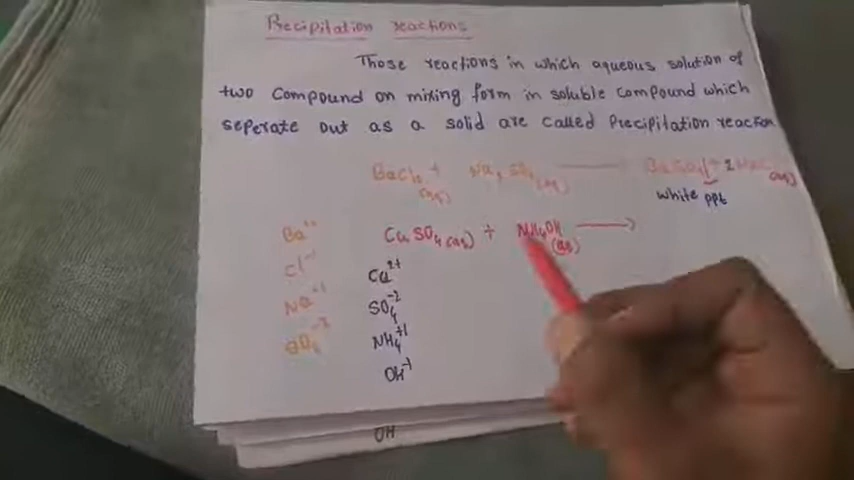 Precipitation reactions
Those reactions in which aqueous solution of
two compound on mixing form in soluble compound which
seperate out as a solid are called Precipitation reaction
BaCl₂ (aq) + Na₂SO₄ (aq) → BaSO₄↓ + 2NaCl (aq)
white ppt
CuSO₄ (aq) + NH₄OH (aq) →
Ba⁺⁺
Cl⁻¹
Na⁺¹
SO₄⁻²
Cu²⁺
SO₄⁻²
NH₄⁺¹
OH⁻¹
OH